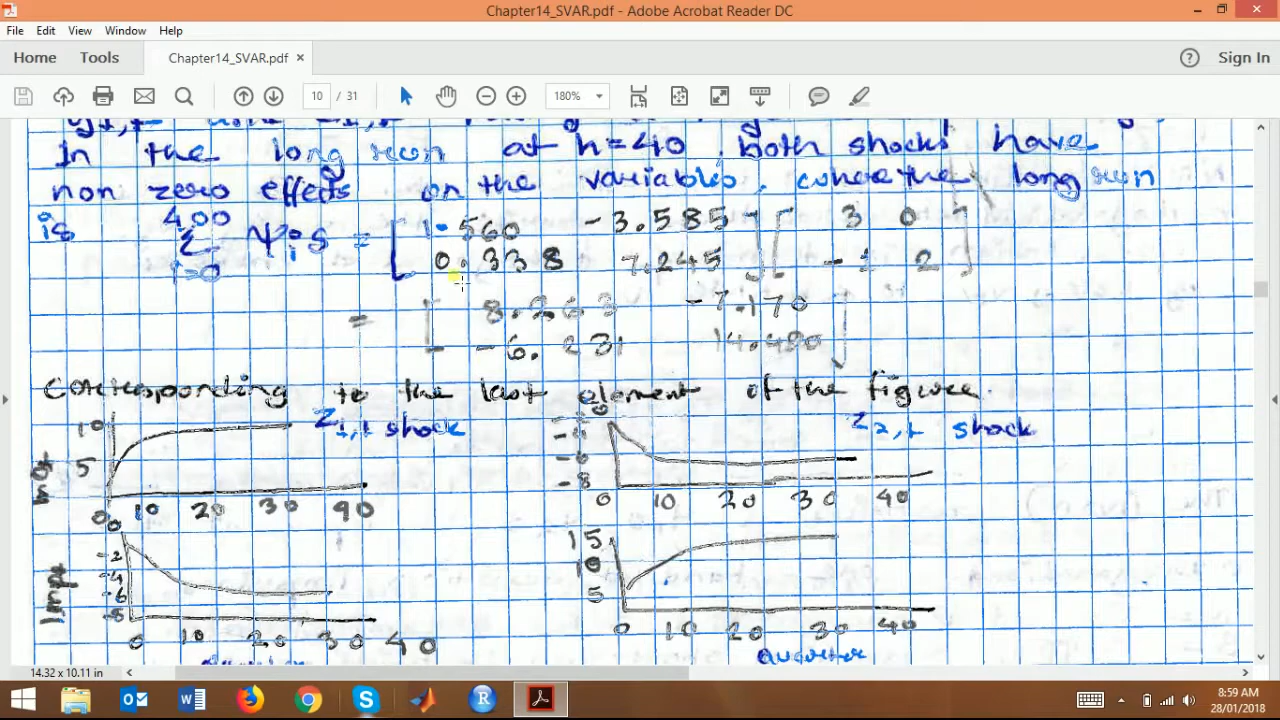 Chapter14_SVAR.pdf - Adobe Acrobat Reader DC
File Edit View Window Help
Home Tools Chapter14_SVAR.pdf × ? Sign In
10 / 31 180%
In the long run at h=40, both shocks have
non zero effects on the variables, where the long run
is
400
Σ Ψi S = [ 1.560 -3.585 ] [ 3 0 ]
i=0
0.338 7.245 -1 2
= [ 8.263 -7.170 ]
-6.231 14.490
Corresponding to the last element of the figure.
Z1,t shock
10
5
0
0 10 20 30 40
Z2,t shock
0
-6
-8
0 10 20 30 40
-2
-4
-6
-8
0 10 20 30 40
15
10
5
0 10 20 30 40
quarter
14.32 x 10.11 in
8:59 AM
28/01/2018